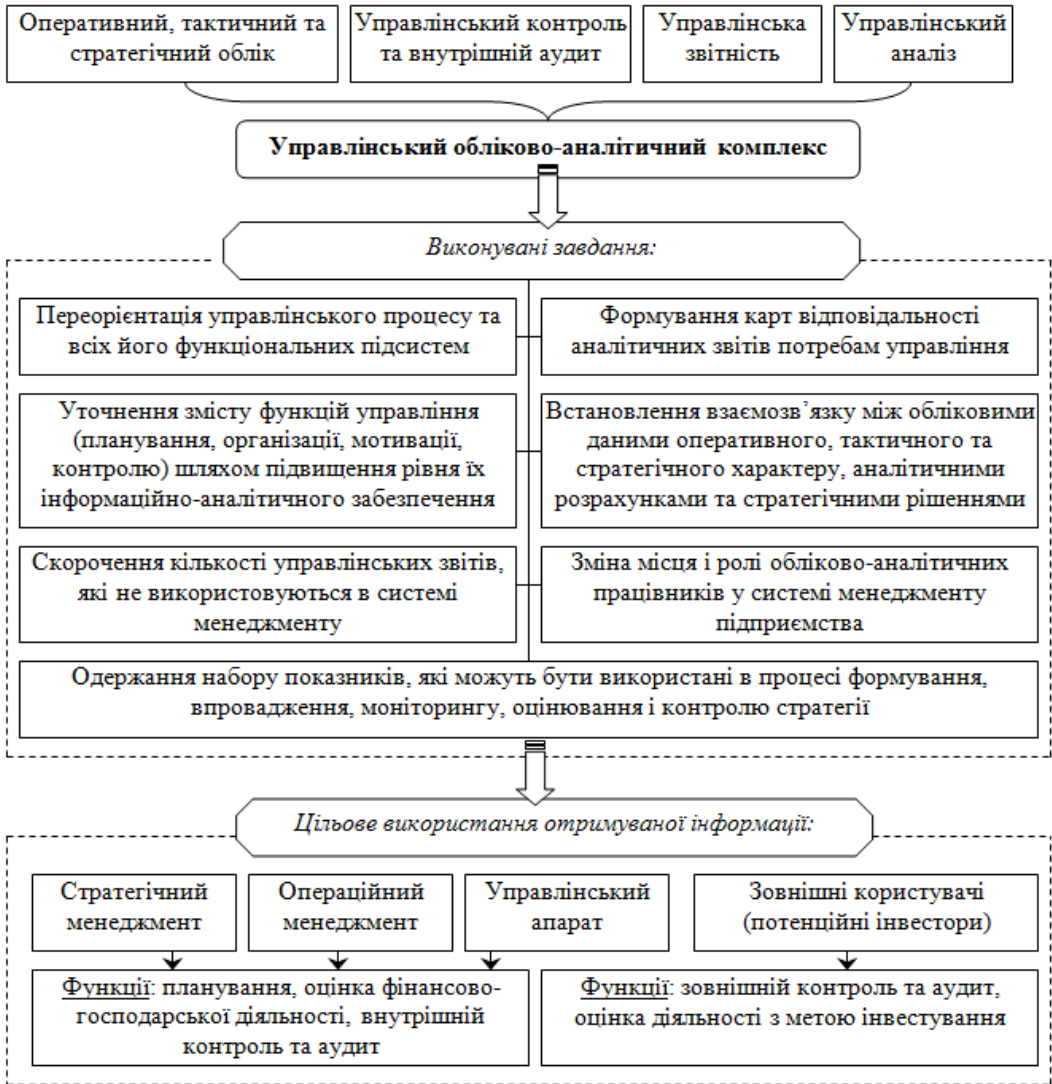 Оперативний, тактичний та
стратегічний облік
Управлінський контроль
та внутрішній аудит
Управлінська
звітність
Управлінський
аналіз
Управлінський обліково-аналітичний комплекс
Виконувані завдання:
Переорієнтація управлінського процесу та
всіх його функціональних підсистем
Формування карт відповідальності
аналітичних звітів потребам управління
Уточнення змісту функцій управління
(планування, організації, мотивації,
контролю) шляхом підвищення рівня їх
інформаційно-аналітичного забезпечення
Встановлення взаємозв’язку між обліковими
даними оперативного, тактичного та
стратегічного характеру, аналітичними
розрахунками та стратегічними рішеннями
Скорочення кількості управлінських звітів,
які не використовуються в системі
менеджменту
Зміна місця і ролі обліково-аналітичних
працівників у системі менеджменту
підприємства
Одержання набору показників, які можуть бути використані в процесі формування,
впровадження, моніторингу, оцінювання і контролю стратегії
Цільове використання отримуваної інформації:
Стратегічний
менеджмент
Операційний
менеджмент
Управлінський
апарат
Зовнішні користувачі
(потенційні інвестори)
Функції: планування, оцінка фінансово-
господарської діяльності, внутрішній
контроль та аудит
Функції: зовнішній контроль та аудит,
оцінка діяльності з метою інвестування